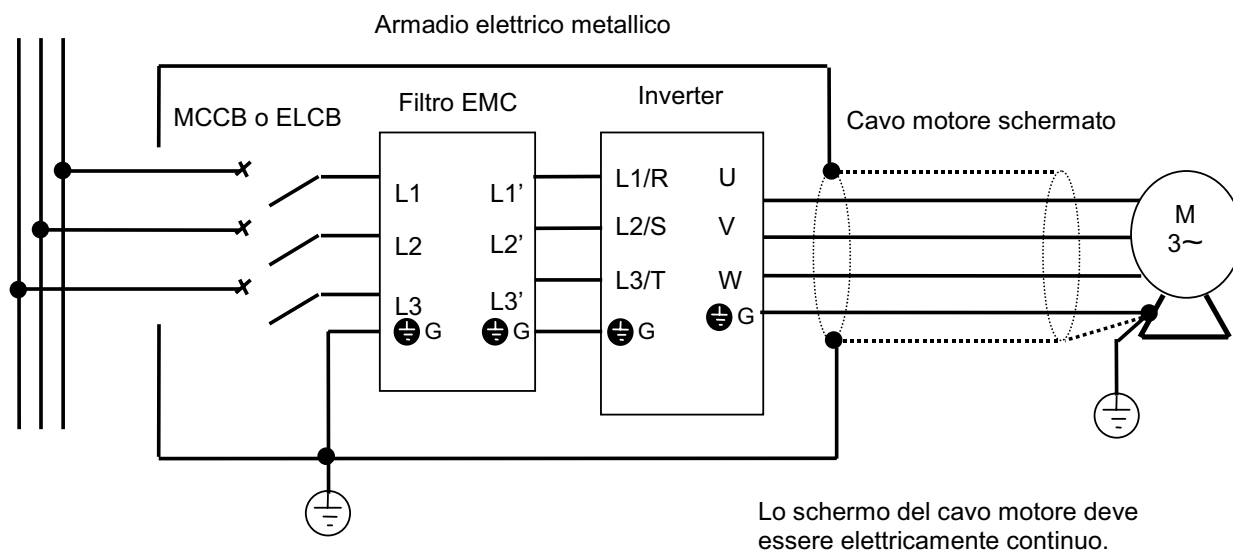 Armadio elettrico metallico
MCCB o ELCB
Filtro EMC
Inverter
Cavo motore schermato
L1
L1’
L1/R
U
L2
L2’
L2/S
V
L3
L3’
L3/T
W
G
G
G
G
M
3~
Lo schermo del cavo motore deve
essere elettricamente continuo.